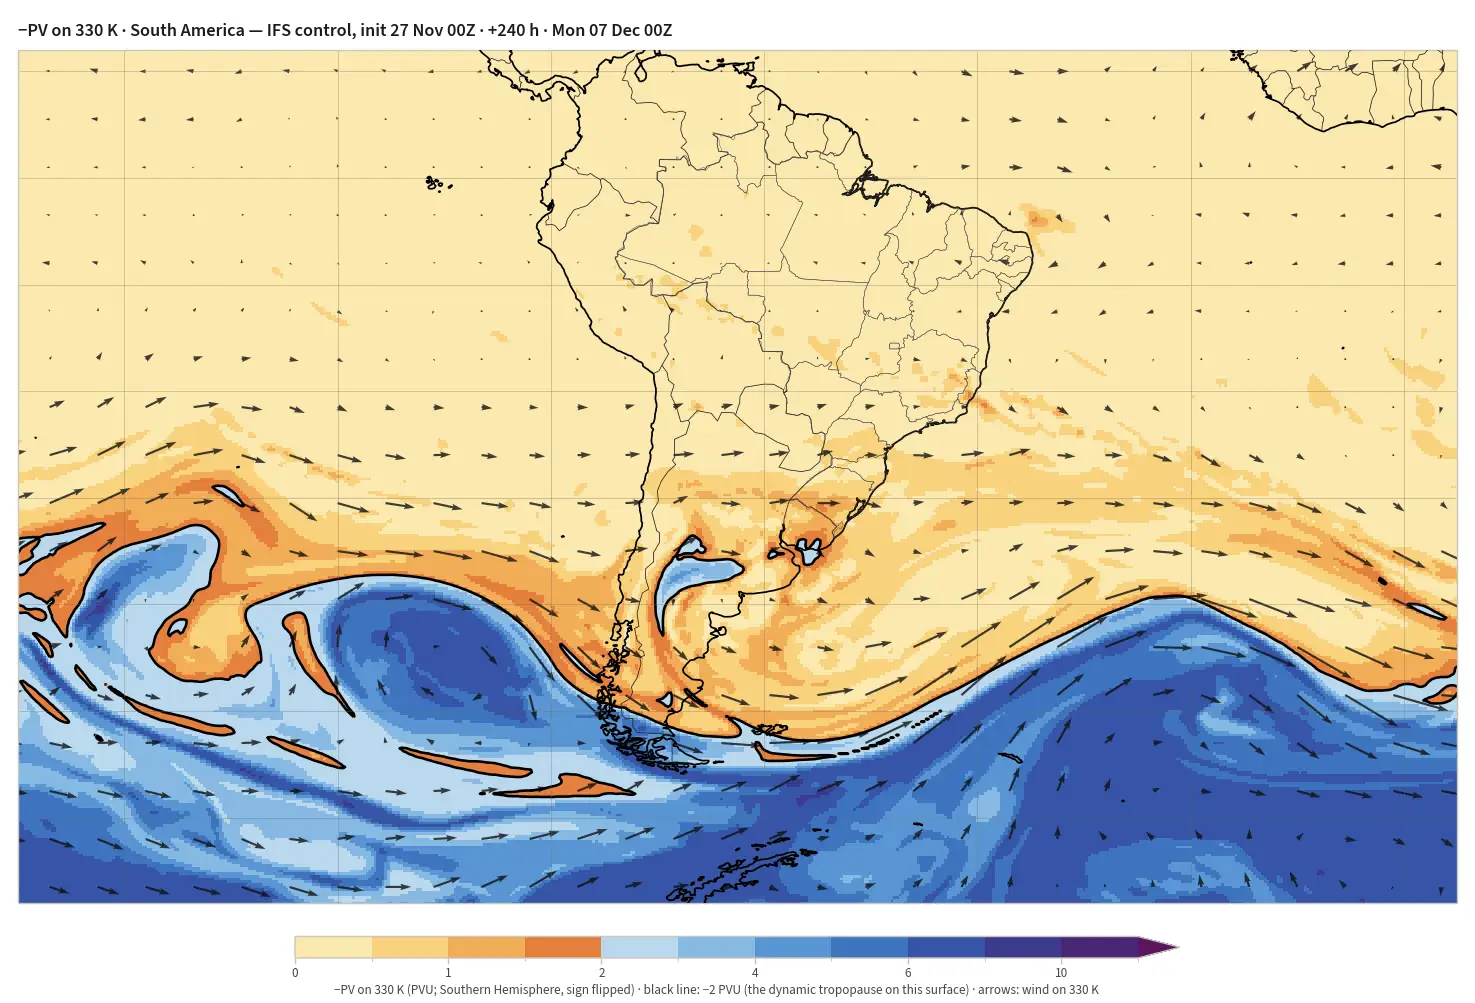 −PV on 330 K · South America — IFS control, init 27 Nov 00Z · +240 h · Mon 07 Dec 00Z
0 1 2 4 6 10
−PV on 330 K (PVU; Southern Hemisphere, sign flipped) · black line: −2 PVU (the dynamic tropopause on this surface) · arrows: wind on 330 K